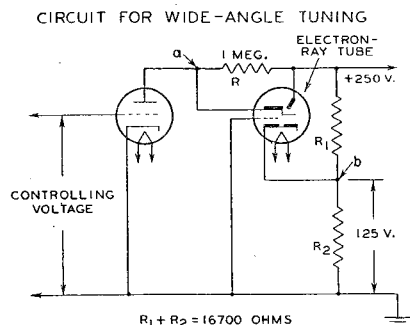 CIRCUIT FOR WIDE-ANGLE TUNING
ELECTRON-
RAY TUBE
a
1 MEG.
R
+250 V.
R1
b
CONTROLLING
VOLTAGE
125 V.
R2
R1 + R2 = 16700 OHMS